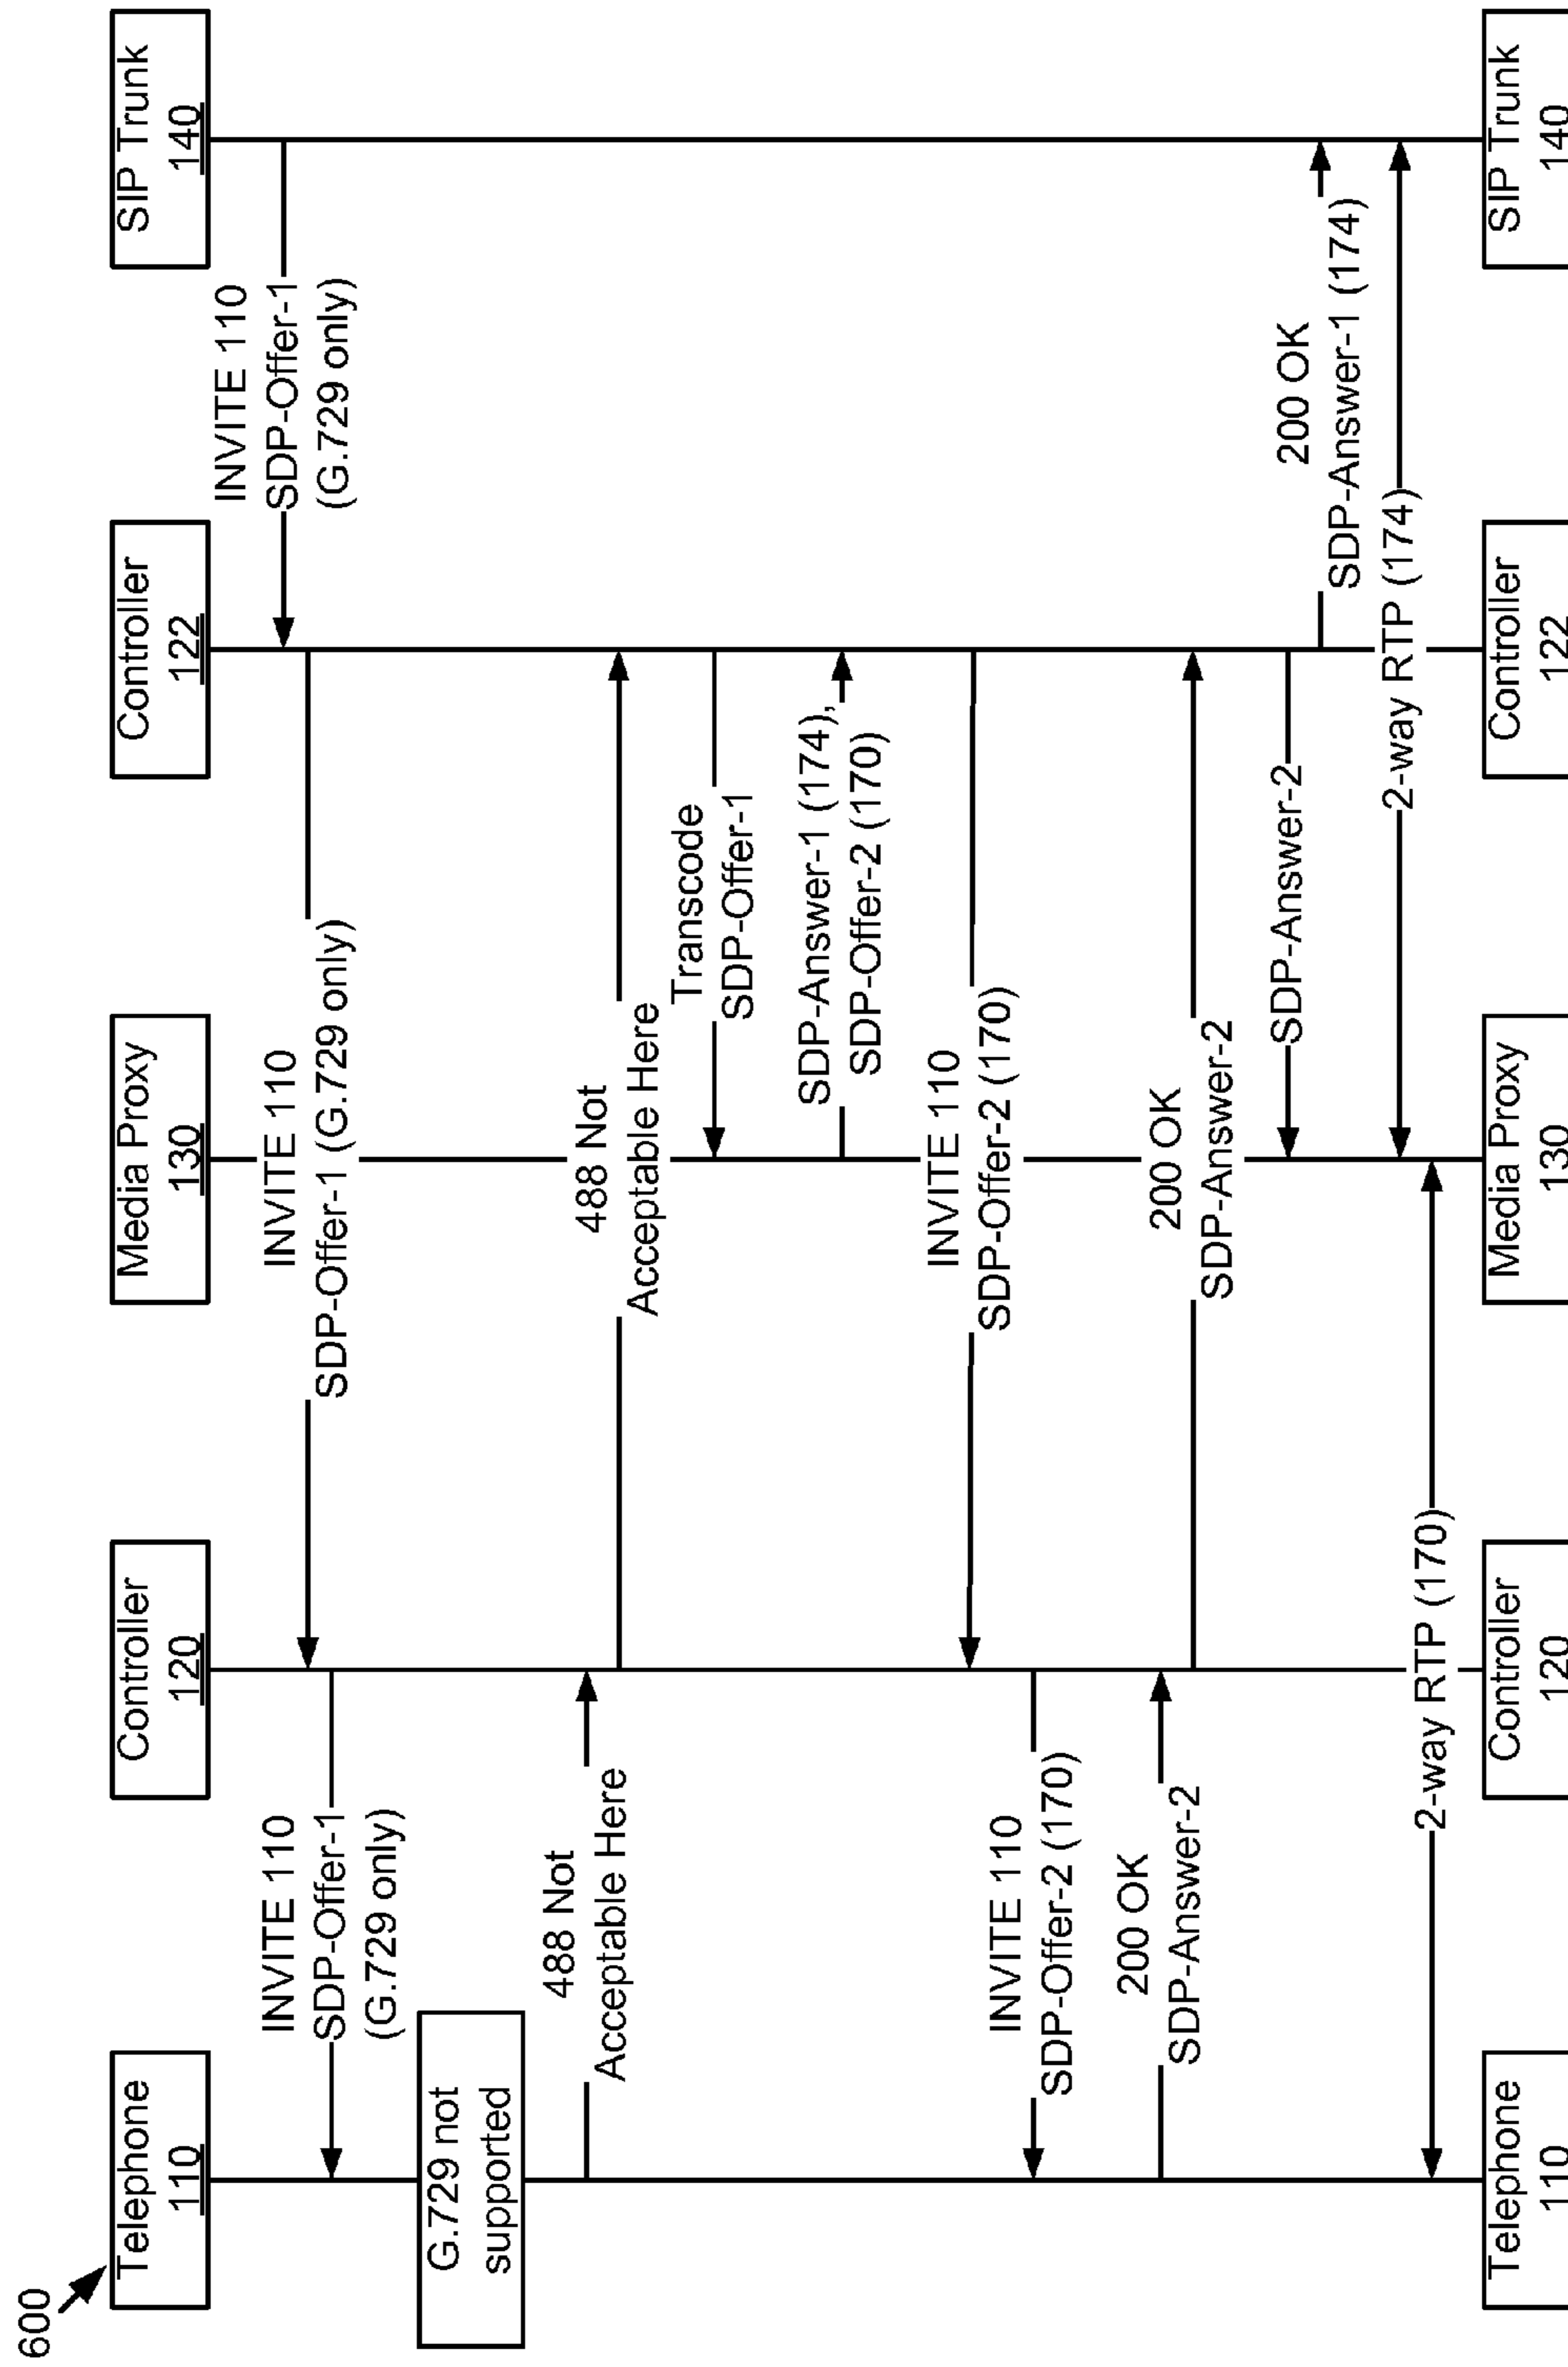 600
Telephone
110
Controller
120
Media Proxy
130
Controller
122
SIP Trunk
140
INVITE 110
SDP-Offer-1
(G.729 only)
INVITE 110
SDP-Offer-1 (G.729 only)
INVITE 110
SDP-Offer-1
(G.729 only)
G.729 not
supported
488 Not
Acceptable Here
488 Not
Acceptable Here
Transcode
SDP-Offer-1
SDP-Answer-1 (174),
SDP-Offer-2 (170)
INVITE 110
SDP-Offer-2 (170)
INVITE 110
SDP-Offer-2 (170)
200 OK
SDP-Answer-2
200 OK
SDP-Answer-2
SDP-Answer-2
200 OK
SDP-Answer-1 (174)
2-way RTP (174)
2-way RTP (170)
Telephone
110
Controller
120
Media Proxy
130
Controller
122
SIP Trunk
140